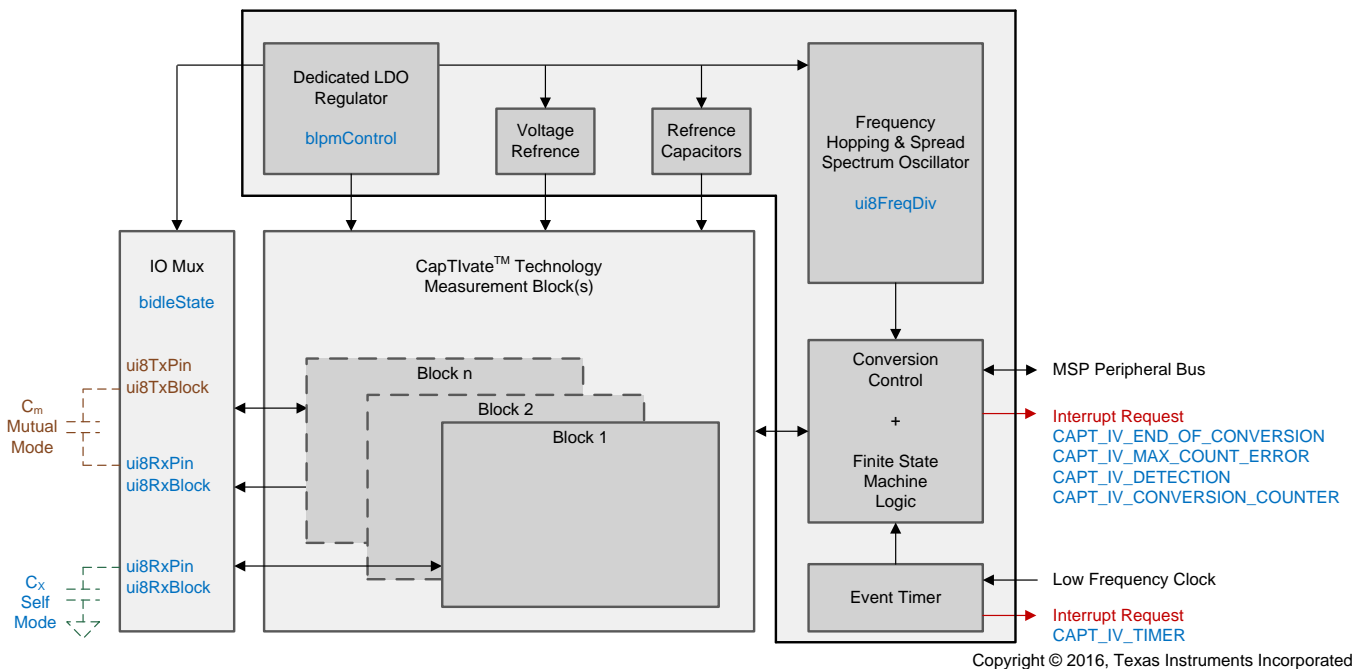 Dedicated LDO
Regulator
blpmControl
Voltage
Refrence
Refrence
Capacitors
Frequency
Hopping & Spread
Spectrum Oscillator
ui8FreqDiv
IO Mux
bidleState
ui8TxPin
ui8TxBlock
Cm
Mutual
Mode
ui8RxPin
ui8RxBlock
ui8RxPin
ui8RxBlock
CX
Self
Mode
CapTIvate™ Technology
Measurement Block(s)
Block n
Block 2
Block 1
Conversion
Control
+
Finite State
Machine
Logic
MSP Peripheral Bus
Interrupt Request
CAPT_IV_END_OF_CONVERSION
CAPT_IV_MAX_COUNT_ERROR
CAPT_IV_DETECTION
CAPT_IV_CONVERSION_COUNTER
Event Timer
Low Frequency Clock
Interrupt Request
CAPT_IV_TIMER
Copyright © 2016, Texas Instruments Incorporated